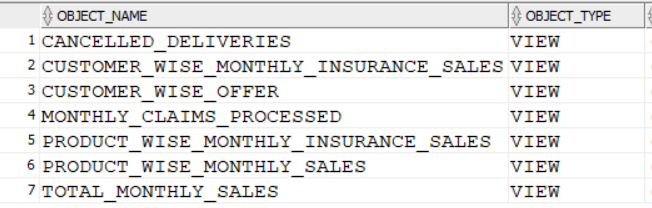 OBJECT_NAME OBJECT_TYPE
1 CANCELLED_DELIVERIES VIEW
2 CUSTOMER_WISE_MONTHLY_INSURANCE_SALES VIEW
3 CUSTOMER_WISE_OFFER VIEW
4 MONTHLY_CLAIMS_PROCESSED VIEW
5 PRODUCT_WISE_MONTHLY_INSURANCE_SALES VIEW
6 PRODUCT_WISE_MONTHLY_SALES VIEW
7 TOTAL_MONTHLY_SALES VIEW